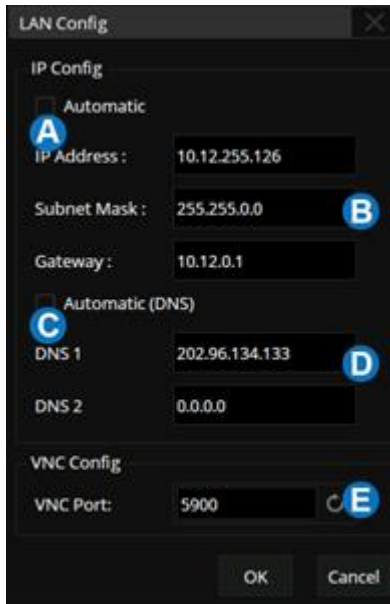 LAN Config
IP Config
Automatic
A
IP Address : 10.12.255.126
Subnet Mask : 255.255.0.0 B
Gateway : 10.12.0.1
Automatic (DNS)
C
DNS 1 202.96.134.133 D
DNS 2 0.0.0.0
VNC Config
VNC Port: 5900 E
OK Cancel